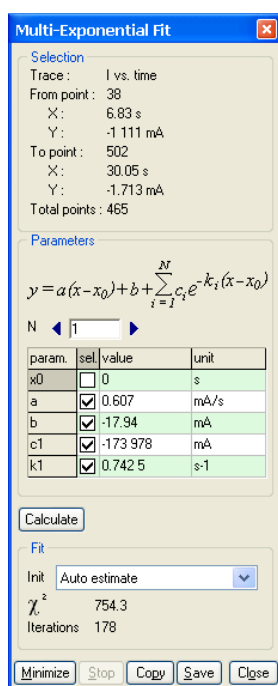 Multi-Exponential Fit
Selection
Trace : I vs. time
From point : 38
X : 6.83 s
Y : -1 111 mA
To point : 502
X : 30.05 s
Y : -1.713 mA
Total points : 465
Parameters
y = a(x-x₀)+b+∑ᵢ₌₁ᴺ cᵢe^-kᵢ(x-x₀)
N 1
param. sel. value unit
x0 0 s
a 0.607 mA/s
b -17.94 mA
c1 -173 978 mA
k1 0.742 5 s-1
Calculate
Fit
Init Auto estimate
χ² 754.3
Iterations 178
Minimize Stop Copy Save Close